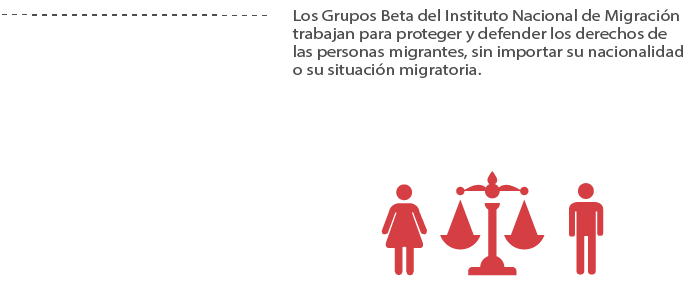 Los Grupos Beta del Instituto Nacional de Migración
trabajan para proteger y defender los derechos de
las personas migrantes, sin importar su nacionalidad
o su situación migratoria.